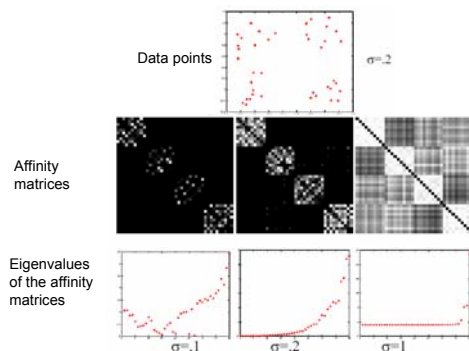 Data points
σ=.2
Affinity
matrices
Eigenvalues
of the affinity
matrices
σ=.1
σ=.2
σ=1